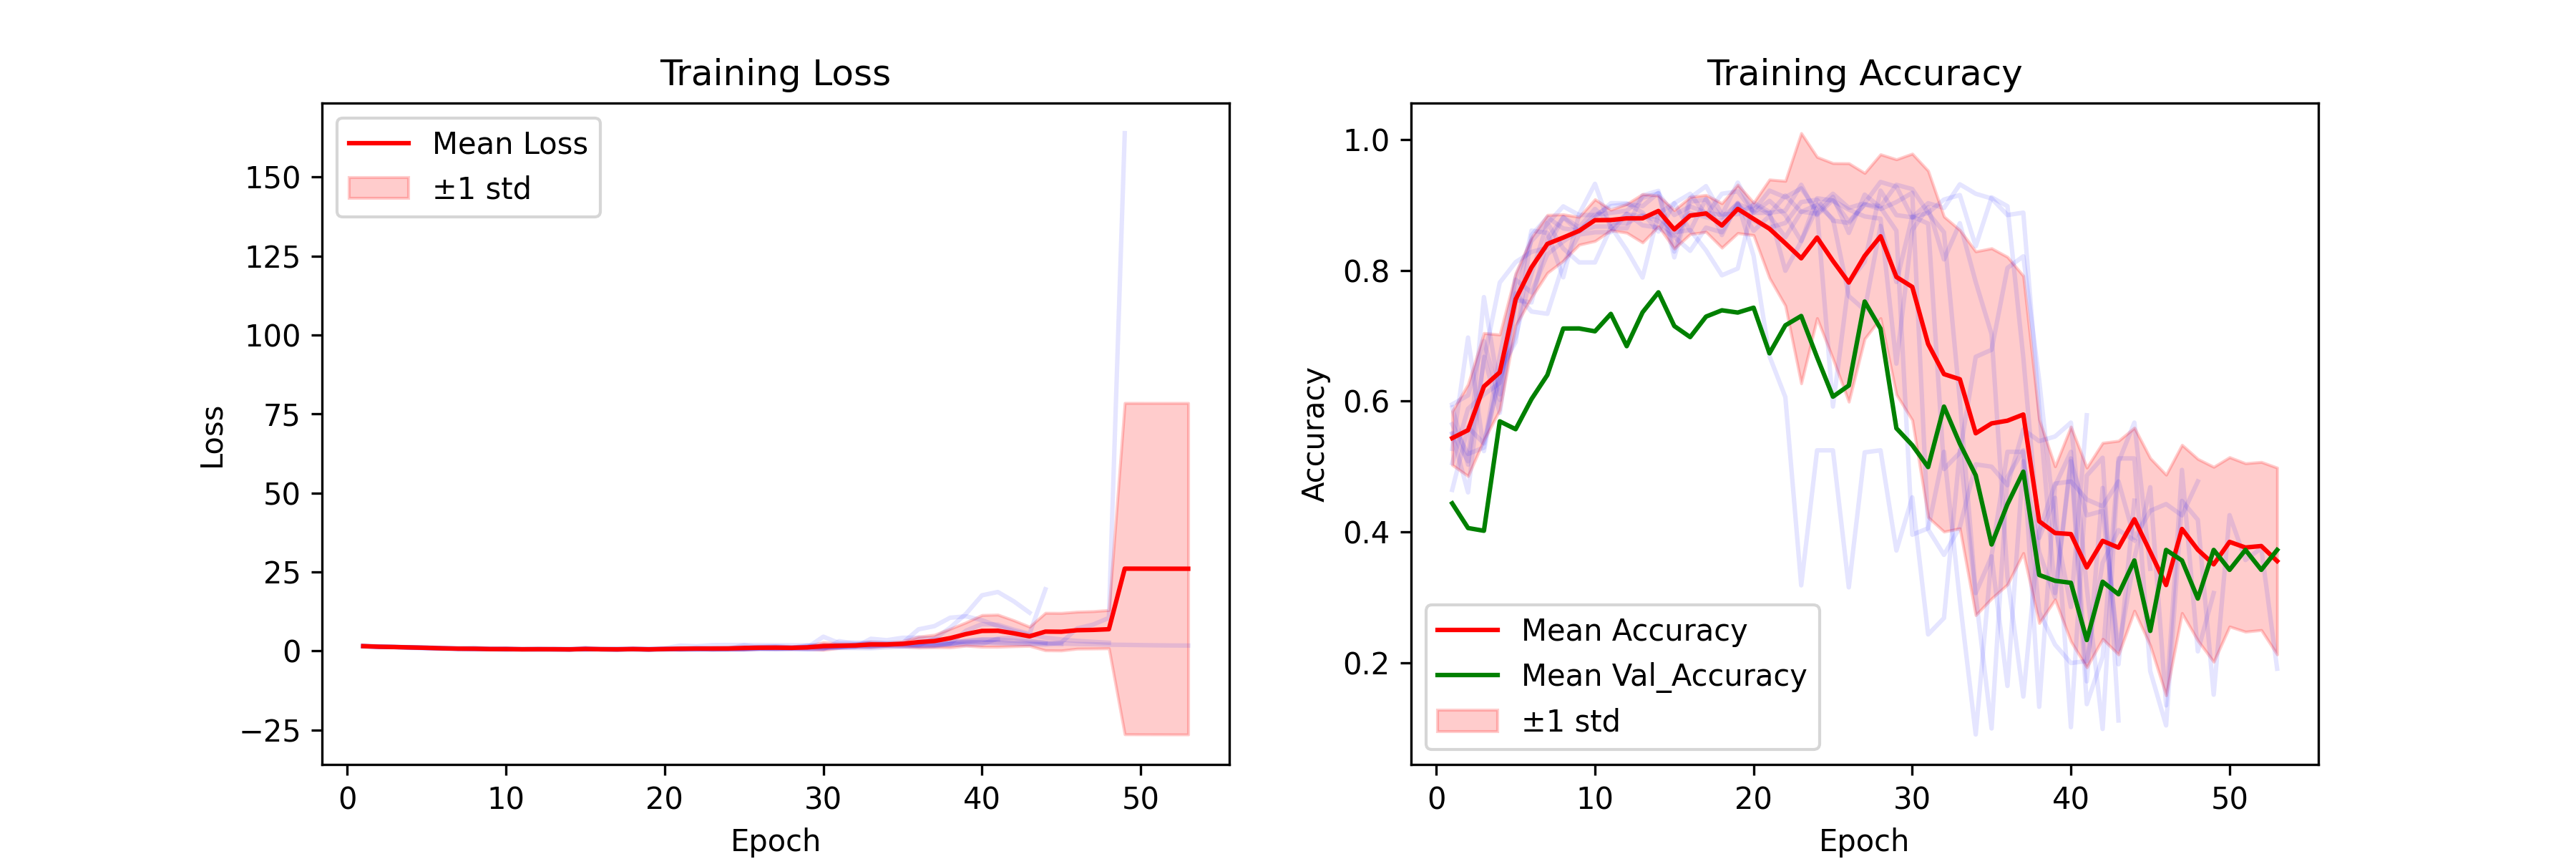 Training Loss
Mean Loss
±1 std
150
125
100
75
50
25
0
−25
Loss
0 10 20 30 40 50
Epoch
Training Accuracy
1.0
0.8
0.6
0.4
0.2
Accuracy
Mean Accuracy
Mean Val_Accuracy
±1 std
0 10 20 30 40 50
Epoch